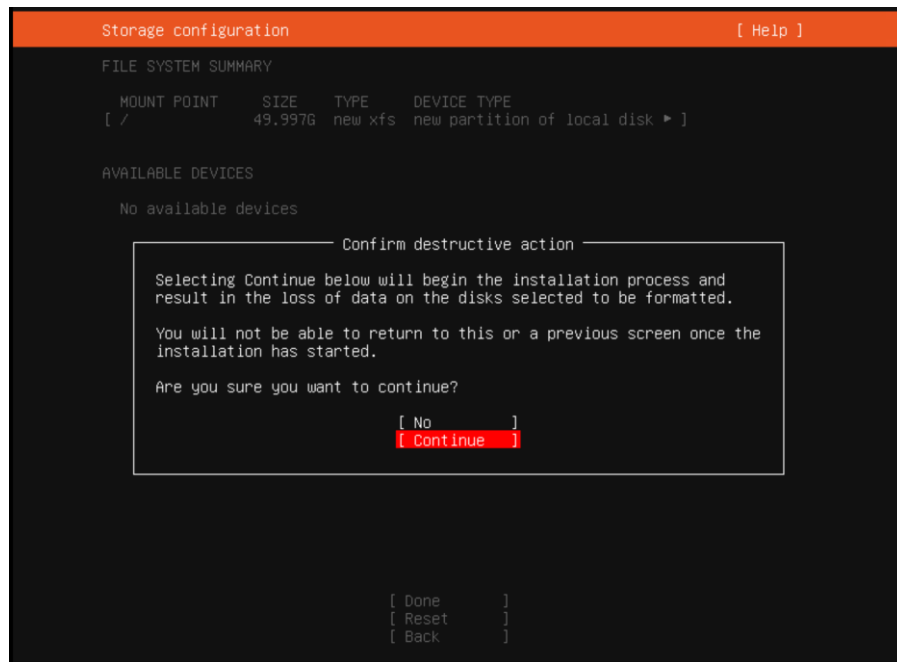 Storage configuration [ Help ]
FILE SYSTEM SUMMARY
MOUNT POINT SIZE TYPE DEVICE TYPE
[ / 49.997G new xfs new partition of local disk ▸ ]
AVAILABLE DEVICES
No available devices
Confirm destructive action
Selecting Continue below will begin the installation process and
result in the loss of data on the disks selected to be formatted.
You will not be able to return to this or a previous screen once the
installation has started.
Are you sure you want to continue?
[ No ]
[ Continue ]
[ Done ]
[ Reset ]
[ Back ]